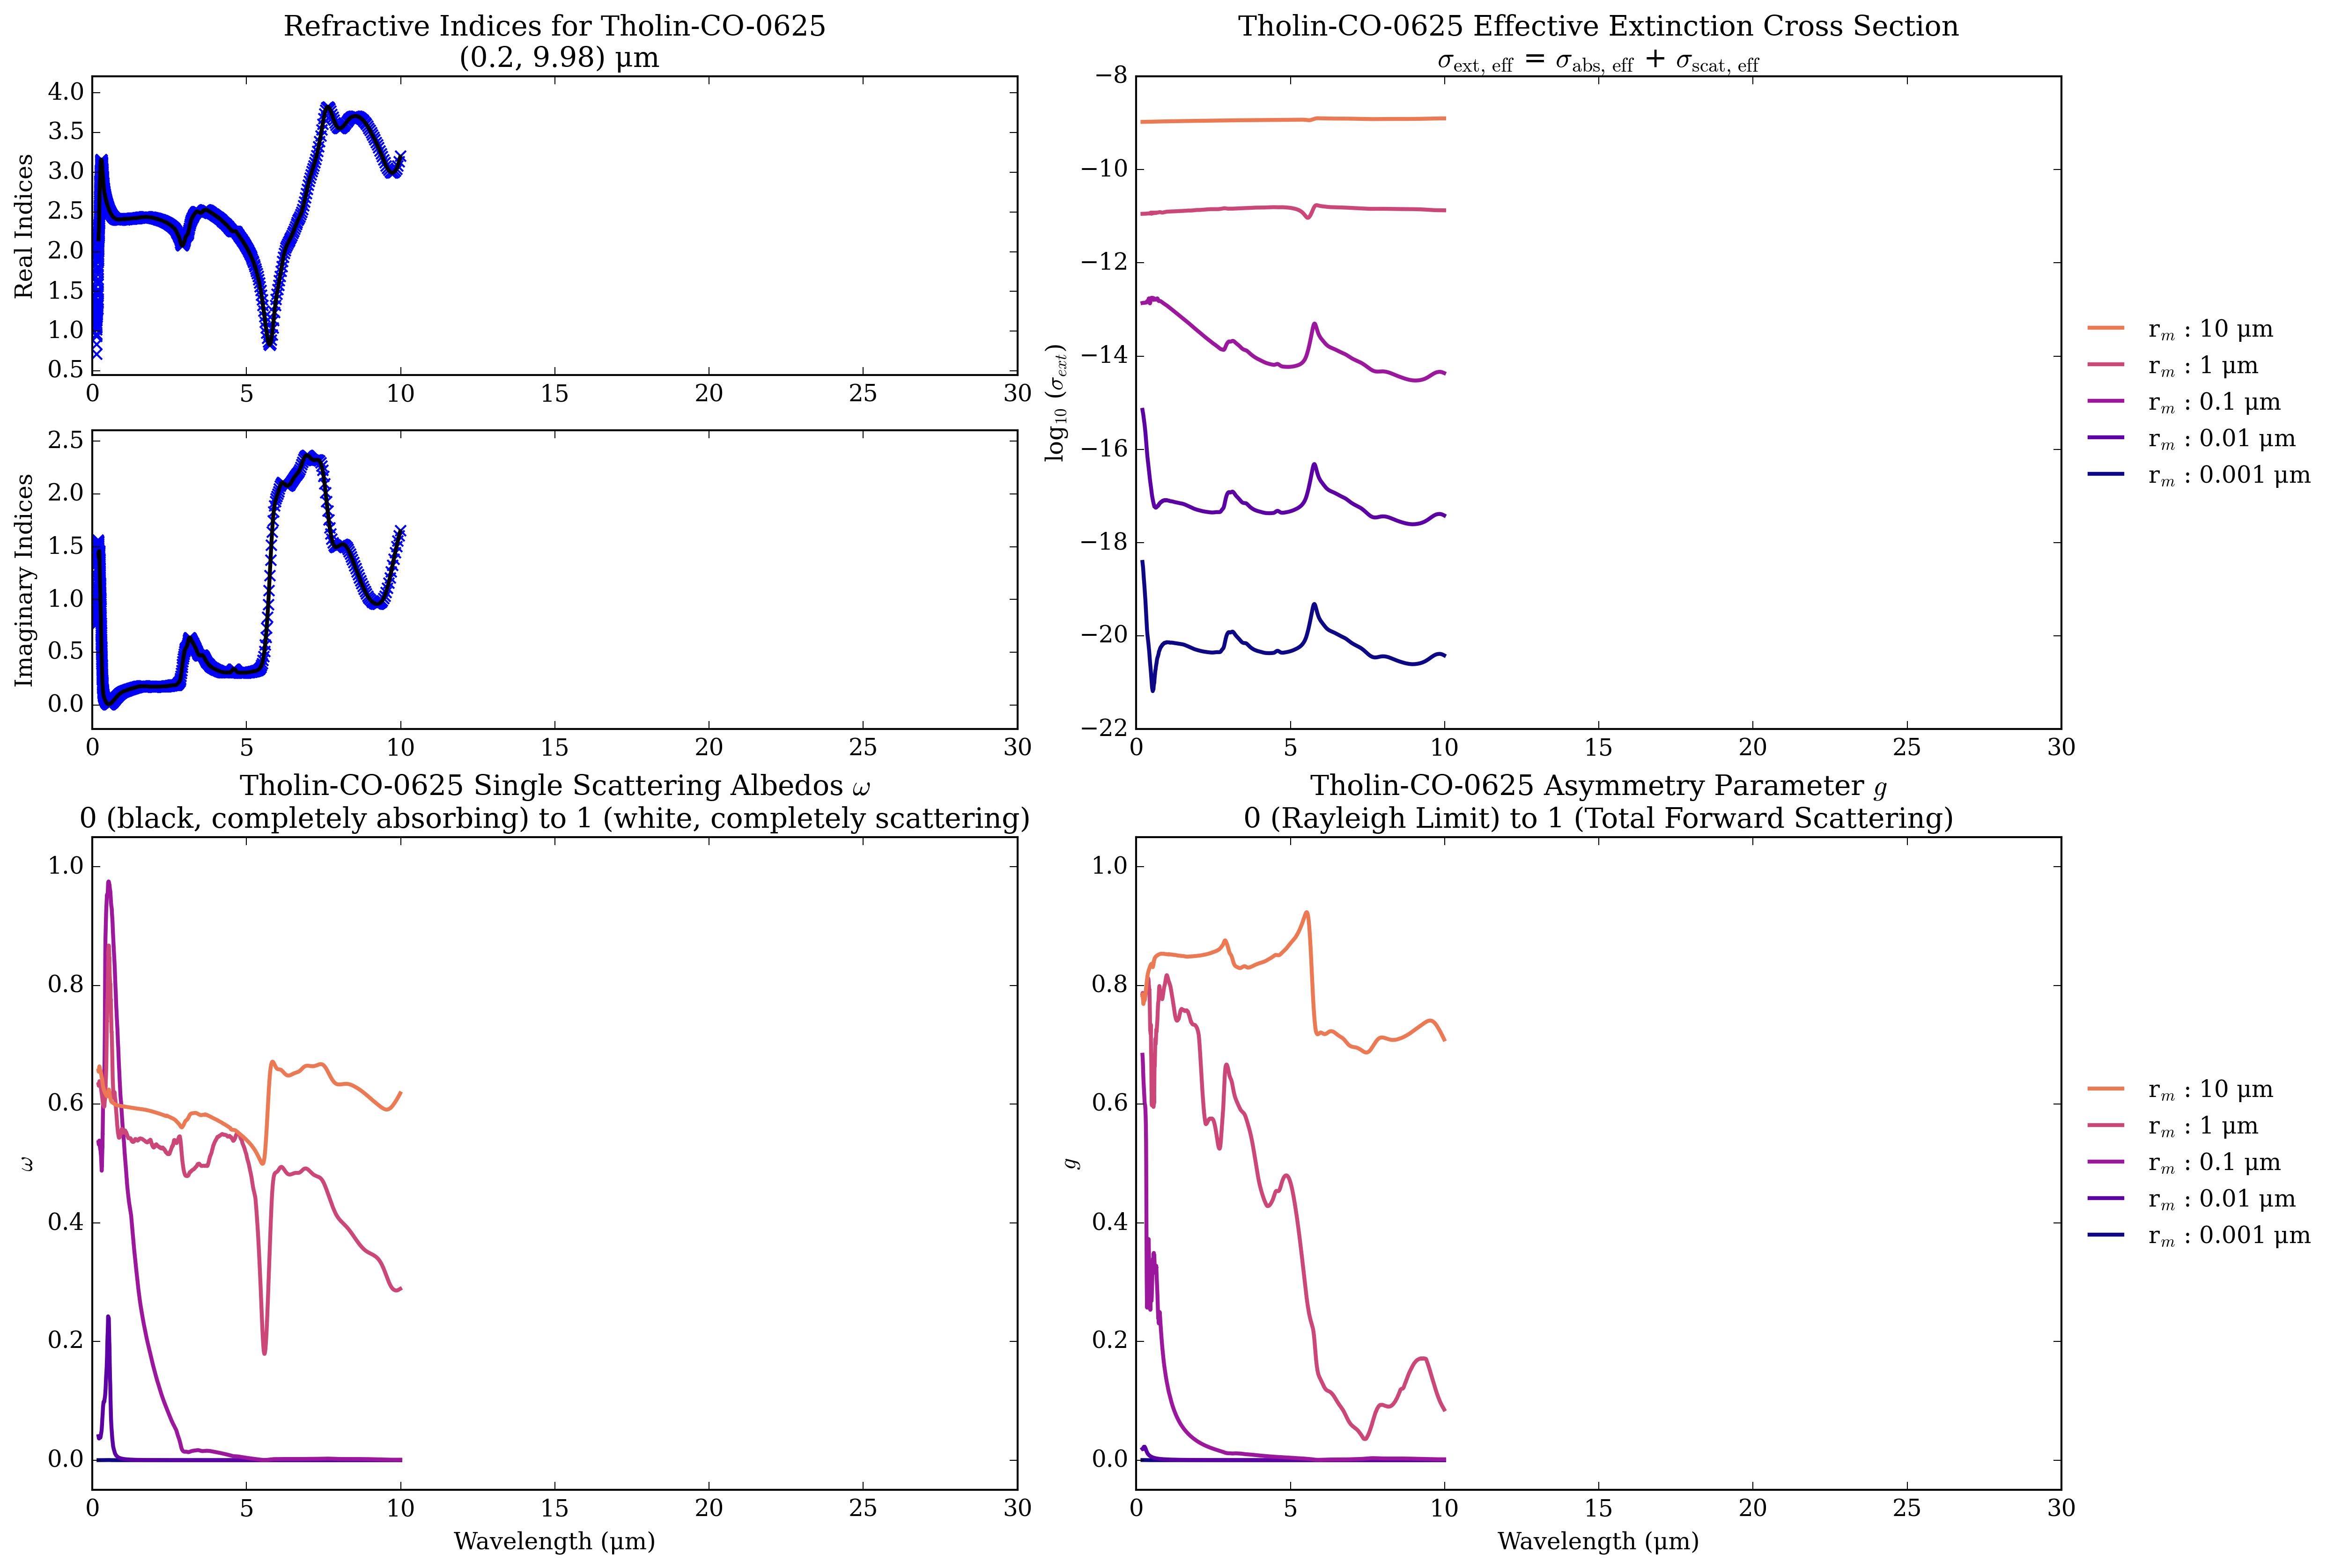 Refractive Indices for Tholin-CO-0625
(0.2, 9.98) µm
Real Indices
4.0
3.5
3.0
2.5
2.0
1.5
1.0
0.5
0 5 10 15 20 25 30
Imaginary Indices
2.5
2.0
1.5
1.0
0.5
0.0
0 5 10 15 20 25 30
Tholin-CO-0625 Effective Extinction Cross Section
σext, eff = σabs, eff + σscat, eff
log10 (σext)
−8
−10
−12
−14
−16
−18
−20
−22
0 5 10 15 20 25 30
rm : 10 µm
rm : 1 µm
rm : 0.1 µm
rm : 0.01 µm
rm : 0.001 µm
Tholin-CO-0625 Single Scattering Albedos ω
0 (black, completely absorbing) to 1 (white, completely scattering)
ω
1.0
0.8
0.6
0.4
0.2
0.0
0 5 10 15 20 25 30
Wavelength (µm)
Tholin-CO-0625 Asymmetry Parameter g
0 (Rayleigh Limit) to 1 (Total Forward Scattering)
g
1.0
0.8
0.6
0.4
0.2
0.0
0 5 10 15 20 25 30
Wavelength (µm)
rm : 10 µm
rm : 1 µm
rm : 0.1 µm
rm : 0.01 µm
rm : 0.001 µm